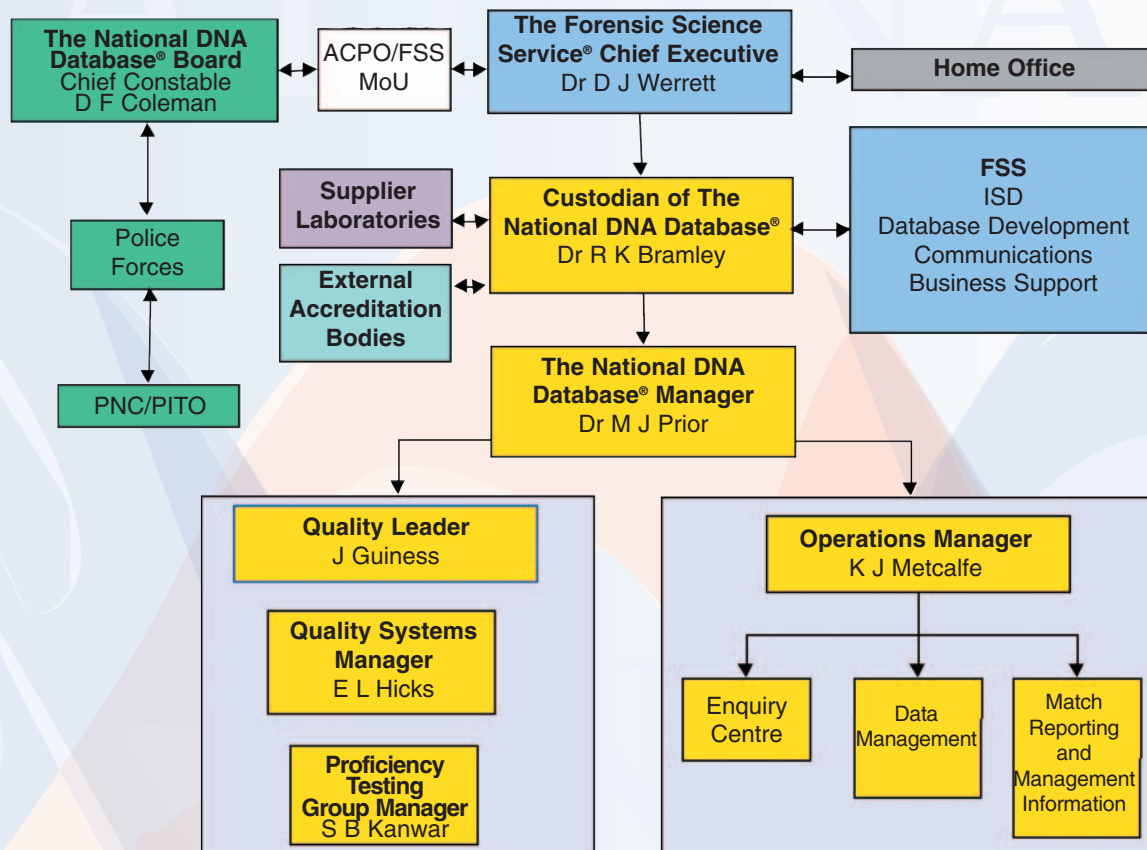 The National DNA
Database® Board
Chief Constable
D F Coleman
ACPO/FSS
MoU
The Forensic Science
Service® Chief Executive
Dr D J Werrett
Home Office
Supplier
Laboratories
Custodian of The
National DNA Database®
Dr R K Bramley
FSS
ISD
Database Development
Communications
Business Support
Police
Forces
External
Accreditation
Bodies
PNC/PITO
The National DNA
Database® Manager
Dr M J Prior
Quality Leader
J Guiness
Quality Systems
Manager
E L Hicks
Proficiency
Testing
Group Manager
S B Kanwar
Operations Manager
K J Metcalfe
Enquiry
Centre
Data
Management
Match
Reporting
and
Management
Information